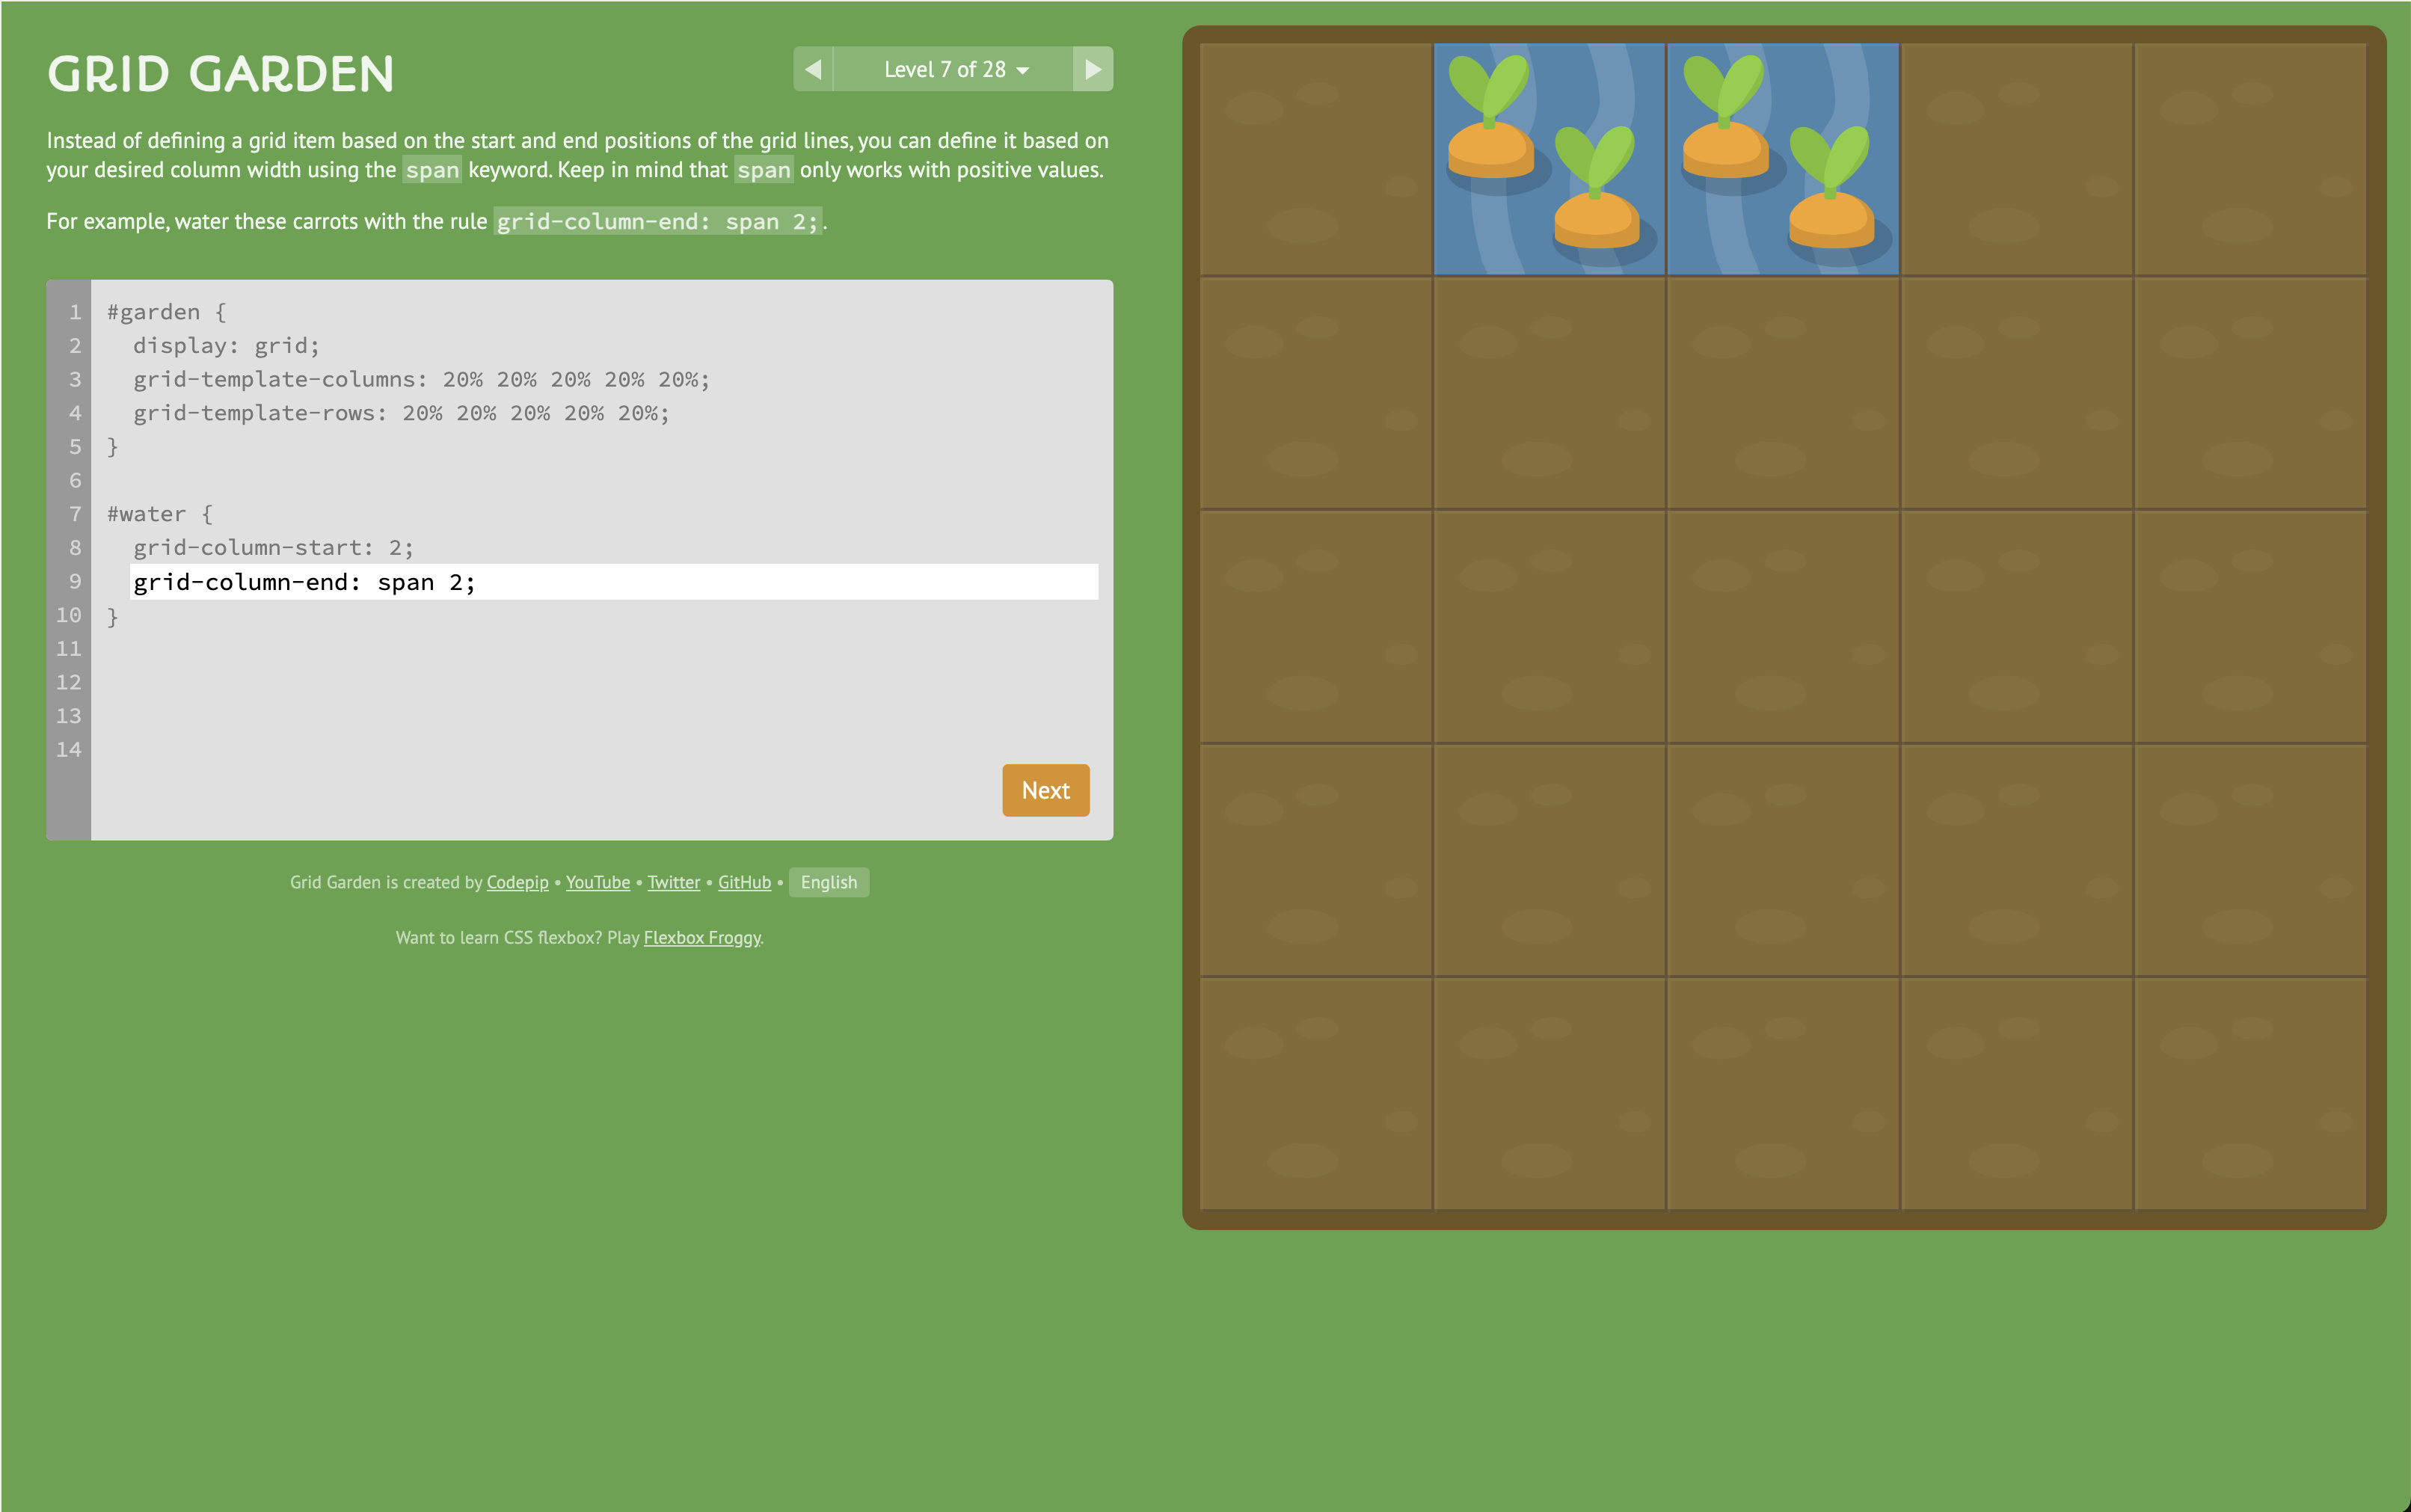 GRID GARDEN
Level 7 of 28
Instead of defining a grid item based on the start and end positions of the grid lines, you can define it based on
your desired column width using the span keyword. Keep in mind that span only works with positive values.
For example, water these carrots with the rule grid-column-end: span 2;.
1 #garden {
2   display: grid;
3   grid-template-columns: 20% 20% 20% 20% 20%;
4   grid-template-rows: 20% 20% 20% 20% 20%;
5 }
6
7 #water {
8   grid-column-start: 2;
9   grid-column-end: span 2;
10 }
11
12
13
14
Next
Grid Garden is created by Codepip • YouTube • Twitter • GitHub • English
Want to learn CSS flexbox? Play Flexbox Froggy.